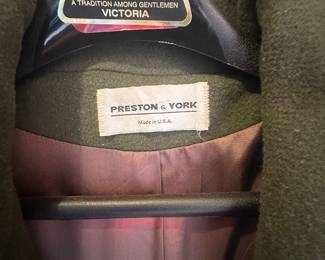 A TRADITION AMONG GENTLEMEN
VICTORIA
PRESTON & YORK
Made in U.S.A.